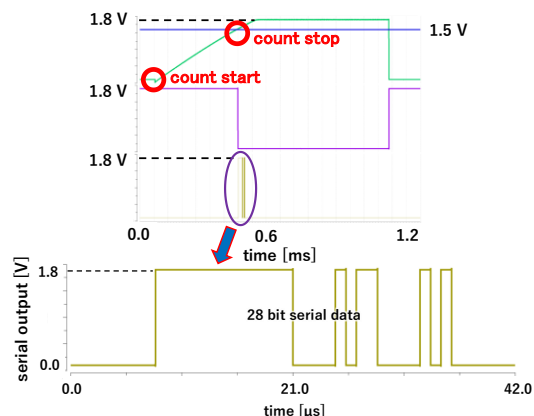 1.8 V
1.5 V
count stop
count start
1.8 V
1.8 V
0.0 0.6 1.2
time [ms]
serial output [V]
1.8
28 bit serial data
0.0
0.0 21.0 42.0
time [µs]